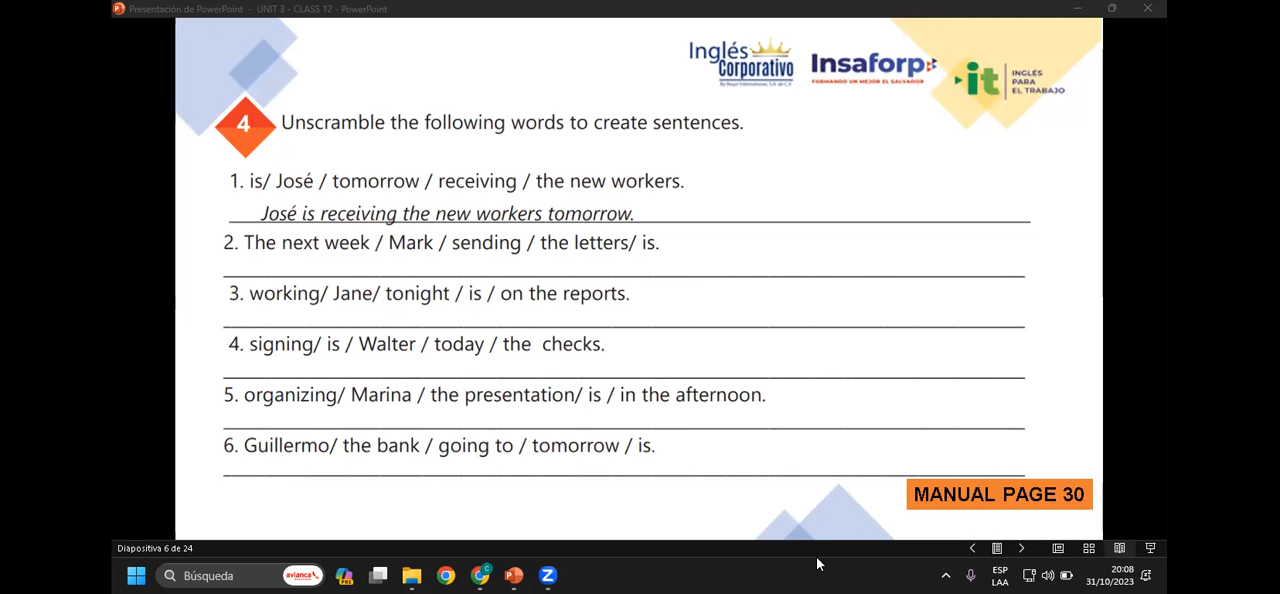 Presentación de PowerPoint - UNIT 3 - CLASS 12 - PowerPoint
Inglés
Corporativo
Insaforp
FORMANDO UN MEJOR EL SALVADOR
it
INGLÉS
PARA
EL TRABAJO
4
Unscramble the following words to create sentences.
1. is/ José / tomorrow / receiving / the new workers.
José is receiving the new workers tomorrow.
2. The next week / Mark / sending / the letters/ is.
3. working/ Jane/ tonight / is / on the reports.
4. signing/ is / Walter / today / the checks.
5. organizing/ Marina / the presentation/ is / in the afternoon.
6. Guillermo/ the bank / going to / tomorrow / is.
MANUAL PAGE 30
Diapositiva 6 de 24
Búsqueda
avianca
PRE
ESP
LAA
20:08
31/10/2023